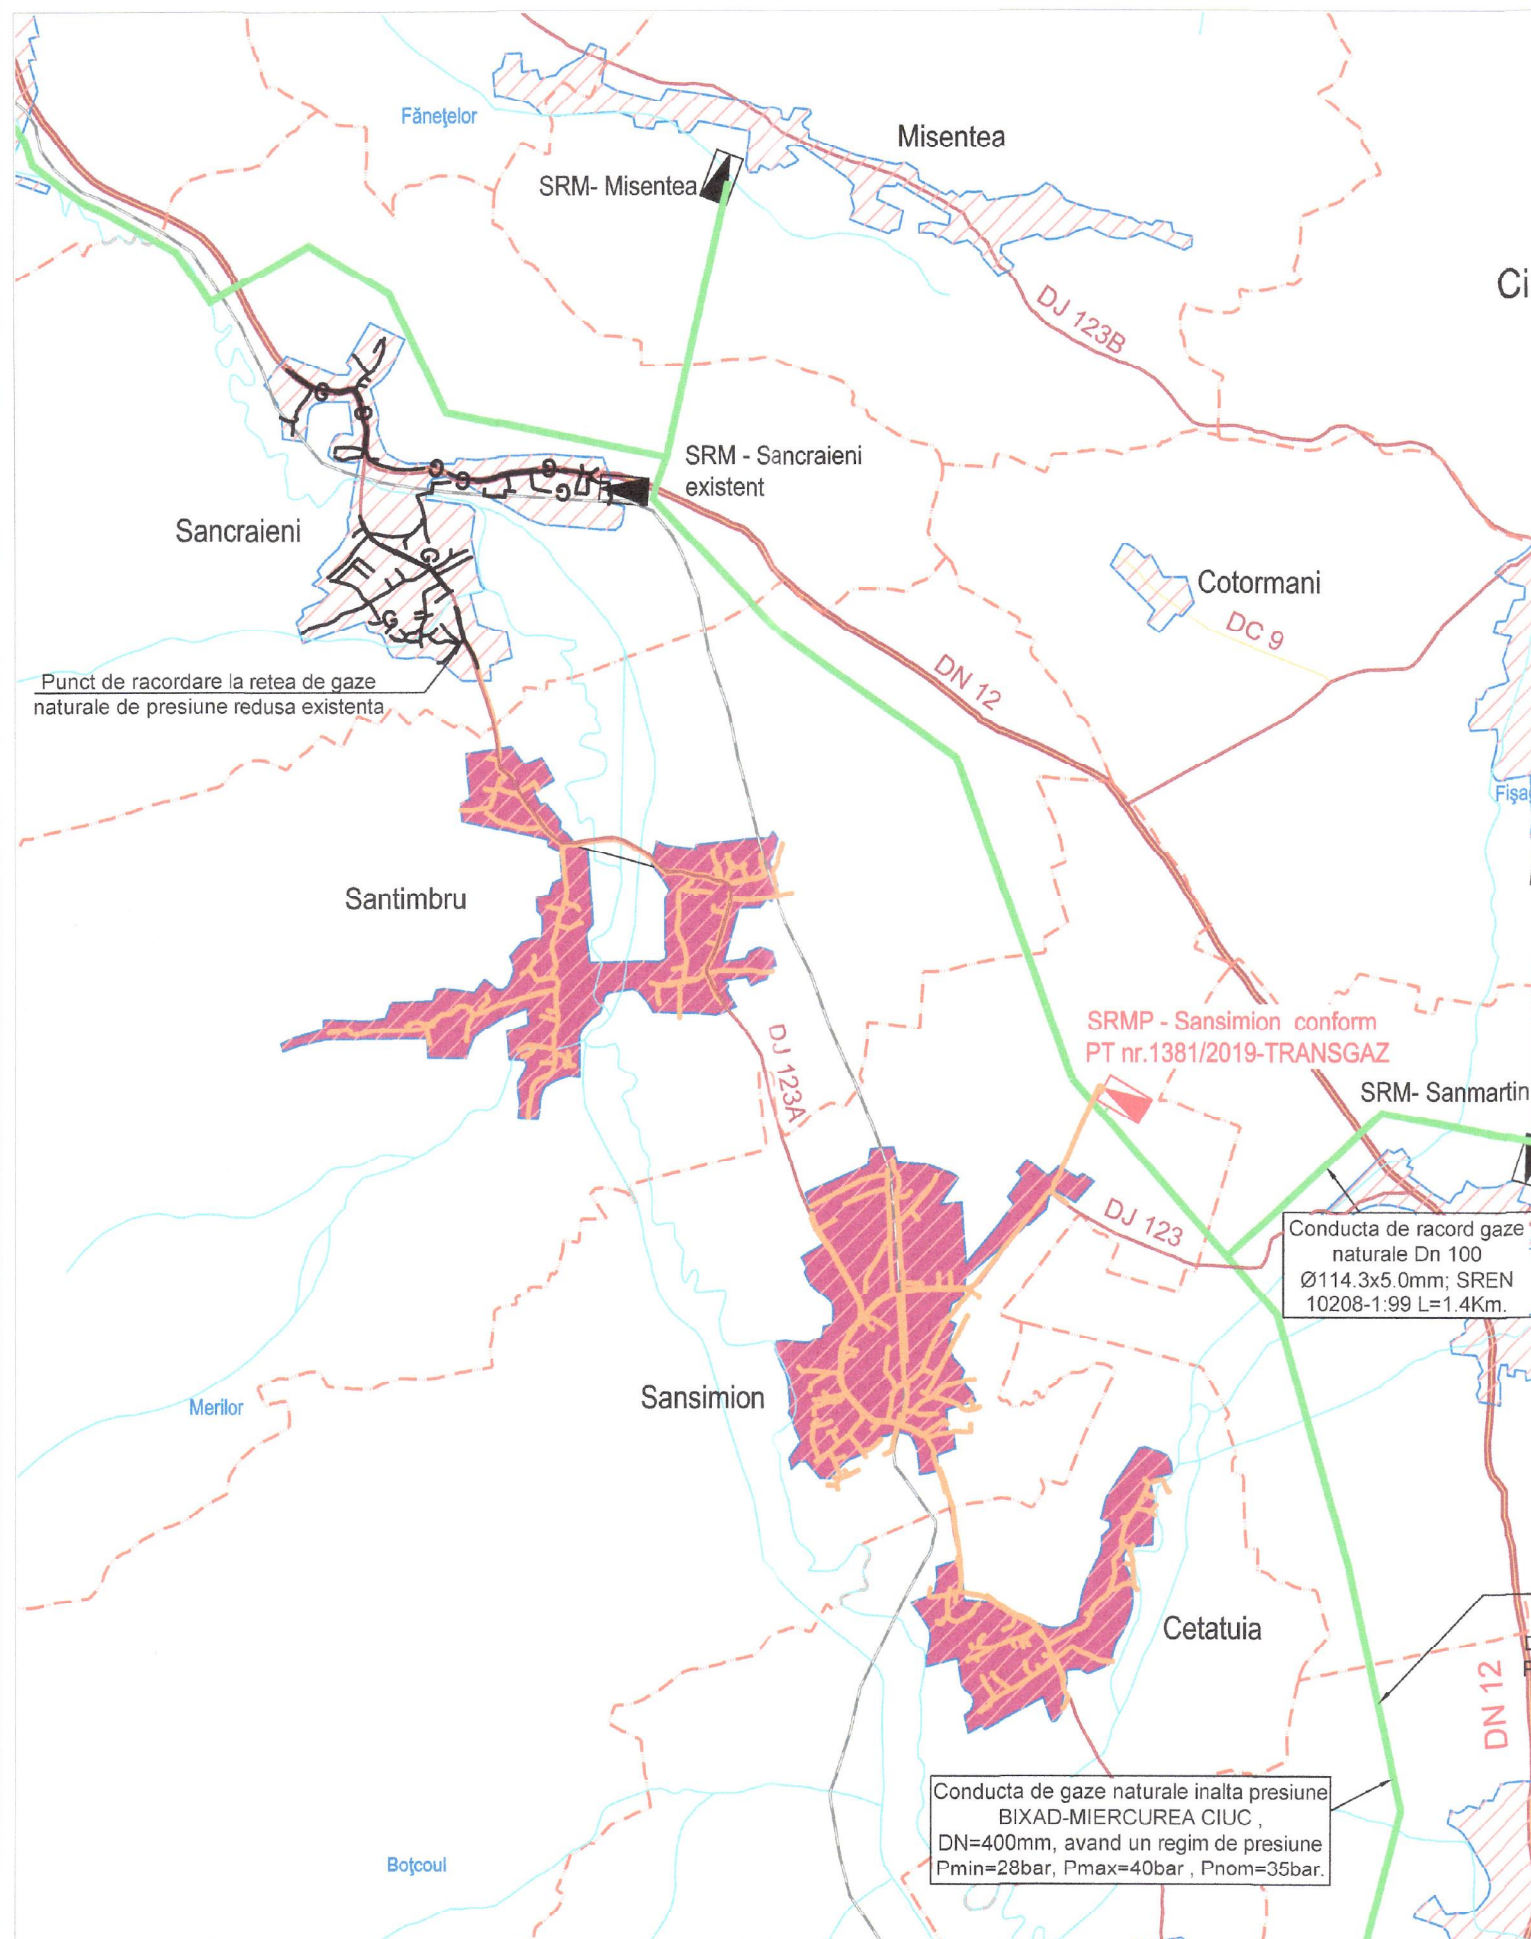 Făneţelor
Misentea
SRM- Misentea
Ci
DJ 123B
SRM - Sancraieni
existent
Sancraieni
Cotormani
DC 9
Punct de racordare la retea de gaze
naturale de presiune redusa existenta
DN 12
Santimbru
SRMP - Sansimion conform
PT nr.1381/2019-TRANSGAZ
DJ 123A
SRM- Sanmartin
DJ 123
Conducta de racord gaze
naturale Dn 100
Ø114.3x5.0mm; SREN
10208-1:99 L=1.4Km.
Sansimion
Merilor
Cetatuia
DN 12
Conducta de gaze naturale inalta presiune
BIXAD-MIERCUREA CIUC ,
DN=400mm, avand un regim de presiune
Pmin=28bar, Pmax=40bar , Pnom=35bar.
Boţcoul
G
G
G
G
G
G
G
G